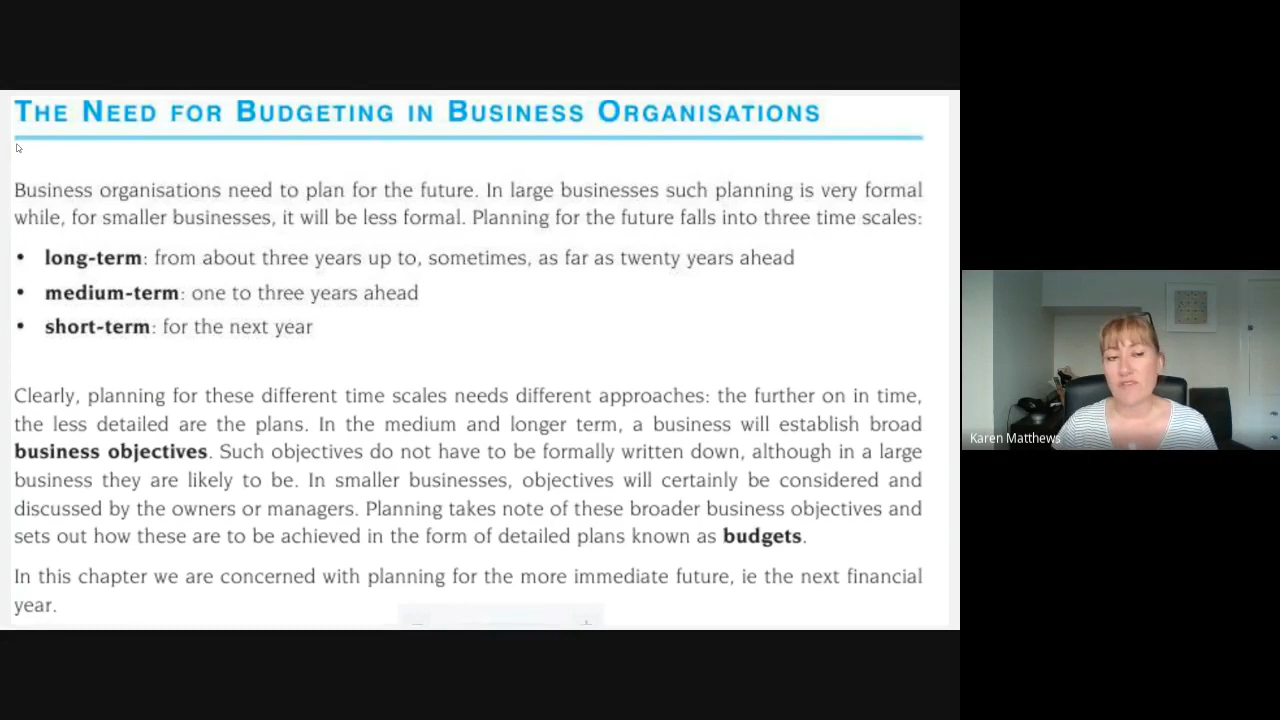 THE NEED FOR BUDGETING IN BUSINESS ORGANISATIONS
Business organisations need to plan for the future. In large businesses such planning is very formal
while, for smaller businesses, it will be less formal. Planning for the future falls into three time scales:
• long-term: from about three years up to, sometimes, as far as twenty years ahead
• medium-term: one to three years ahead
• short-term: for the next year
Clearly, planning for these different time scales needs different approaches: the further on in time,
the less detailed are the plans. In the medium and longer term, a business will establish broad
business objectives. Such objectives do not have to be formally written down, although in a large
business they are likely to be. In smaller businesses, objectives will certainly be considered and
discussed by the owners or managers. Planning takes note of these broader business objectives and
sets out how these are to be achieved in the form of detailed plans known as budgets.
In this chapter we are concerned with planning for the more immediate future, ie the next financial
year.
Karen Matthews